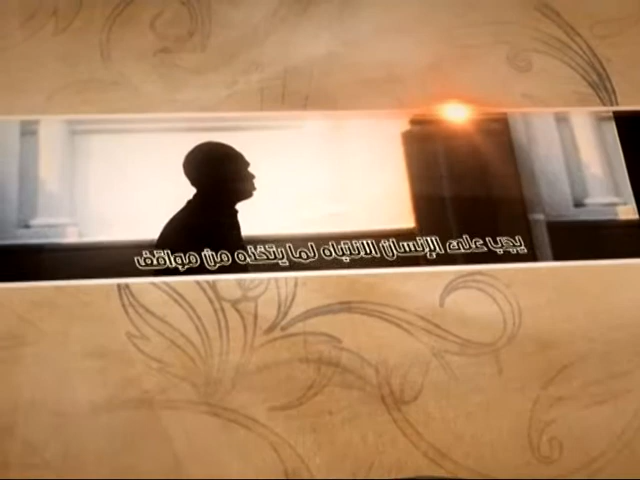 يجب على الإنسان الانتباه لما يتخذه من مواقف